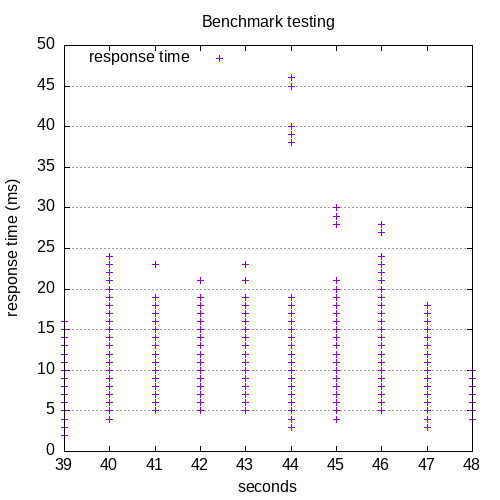 Benchmark testing
50
response time
45
40
35
30
25
20
15
10
5
0
response time (ms)
39 40 41 42 43 44 45 46 47 48
seconds